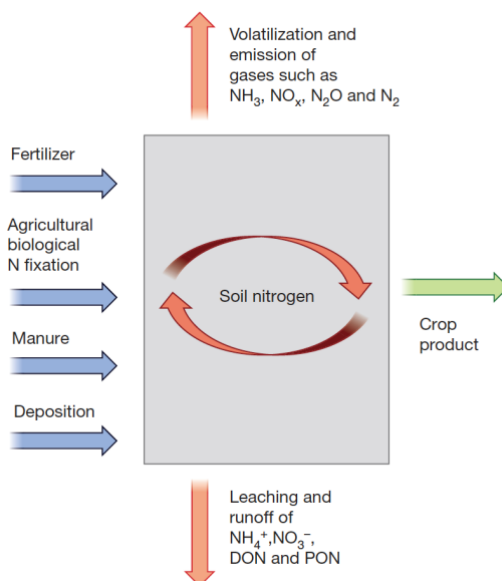 Volatilization and
emission of
gases such as
NH₃, NOₓ, N₂O and N₂
Fertilizer
Agricultural
biological
N fixation
Manure
Deposition
Soil nitrogen
Crop
product
Leaching and
runoff of
NH₄⁺,NO₃⁻,
DON and PON